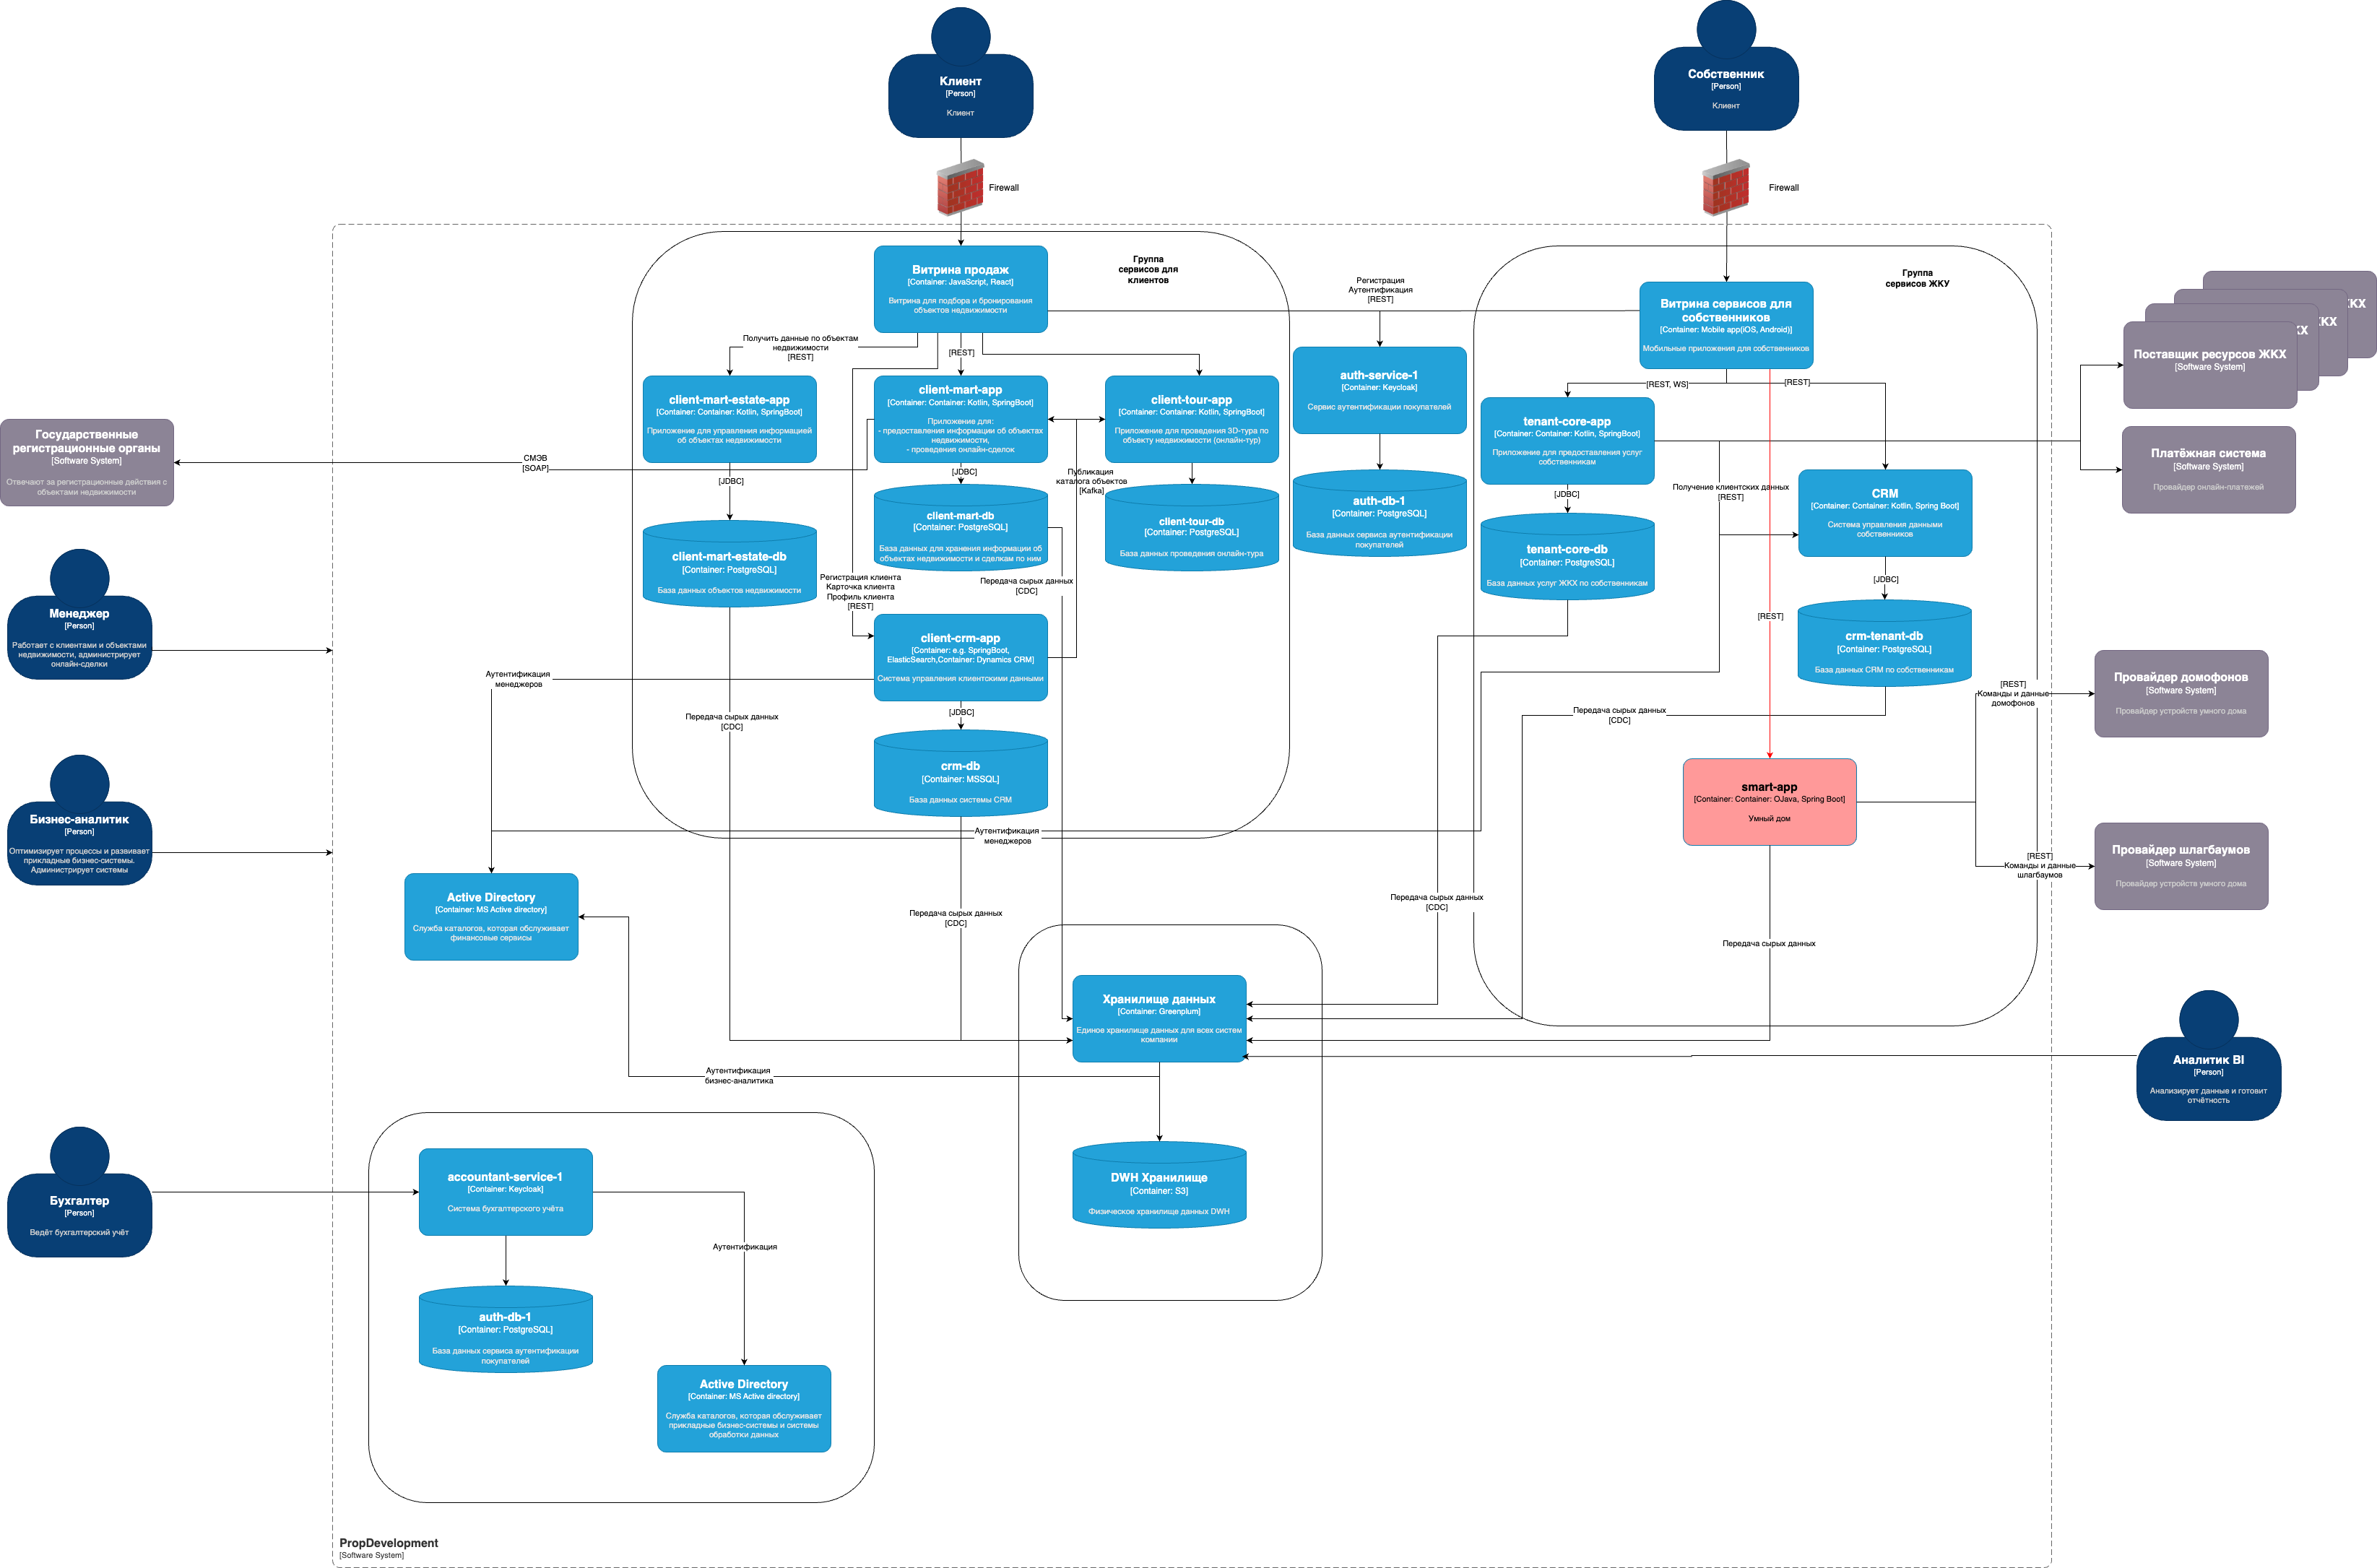 Клиент
[Person]
Клиент
Собственник
[Person]
Клиент
Firewall
Firewall
Группа
сервисов для
клиентов
Витрина продаж
[Container: JavaScript, React]
Витрина для подбора и бронирования
объектов недвижимости
Регистрация
Аутентификация
[REST]
Группа
сервисов ЖКУ
Витрина сервисов для
собственников
[Container: Mobile app(iOS, Android)]
Мобильные приложения для собственников
ЖКХ
КХ
КХ
Поставщик ресурсов ЖКХ
[Software System]
Получить данные по объектам
недвижимости
[REST]
[REST]
[REST, WS]
[REST]
client-mart-estate-app
[Container: Container: Kotlin, SpringBoot]
Приложение для управления информацией
об объектах недвижимости
client-mart-app
[Container: Container: Kotlin, SpringBoot]
Приложение для:
- предоставления информации об объектах
недвижимости,
- проведения онлайн-сделок
client-tour-app
[Container: Container: Kotlin, SpringBoot]
Приложение для проведения 3D-тура по
объекту недвижимости (онлайн-тур)
auth-service-1
[Container: Keycloak]
Сервис аутентификации покупателей
tenant-core-app
[Container: Container: Kotlin, SpringBoot]
Приложение для предоставления услуг
собственникам
Платёжная система
[Software System]
Провайдер онлайн-платежей
Государственные
регистрационные органы
[Software System]
Отвечают за регистрационные действия с
объектами недвижимости
СМЭВ
[SOAP]
[JDBC]
[JDBC]
Публикация
каталога объектов
[Kafka]
[JDBC]
Получение клиентских данных
[REST]
CRM
[Container: Container: Kotlin, Spring Boot]
Система управления данными
собственников
client-mart-db
[Container: PostgreSQL]
База данных для хранения информации об
объектах недвижимости и сделкам по ним
client-tour-db
[Container: PostgreSQL]
База данных проведения онлайн-тура
auth-db-1
[Container: PostgreSQL]
База данных сервиса аутентификации
покупателей
client-mart-estate-db
[Container: PostgreSQL]
База данных объектов недвижимости
tenant-core-db
[Container: PostgreSQL]
База данных услуг ЖКХ по собственникам
Регистрация клиента
Карточка клиента
Профиль клиента
[REST]
Передача сырых данных
[CDC]
[JDBC]
[REST]
Менеджер
[Person]
Работает с клиентами и объектами
недвижимости, администрирует
онлайн-сделки
client-crm-app
[Container: e.g. SpringBoot,
ElasticSearch,Container: Dynamics CRM]
Система управления клиентскими данными
crm-tenant-db
[Container: PostgreSQL]
База данных CRM по собственникам
Аутентификация
менеджеров
Передача сырых данных
[CDC]
[JDBC]
Передача сырых данных
[CDC]
[REST]
Команды и данные
домофонов
Провайдер домофонов
[Software System]
Провайдер устройств умного дома
crm-db
[Container: MSSQL]
База данных системы CRM
smart-app
[Container: Container: OJava, Spring Boot]
Умный дом
Бизнес-аналитик
[Person]
Оптимизирует процессы и развивает
прикладные бизнес-системы.
Администрирует системы
Аутентификация
менеджеров
[REST]
Команды и данные
шлагбаумов
Провайдер шлагбаумов
[Software System]
Провайдер устройств умного дома
Active Directory
[Container: MS Active directory]
Служба каталогов, которая обслуживает
финансовые сервисы
Передача сырых данных
[CDC]
Передача сырых данных
[CDC]
Передача сырых данных
Хранилище данных
[Container: Greenplum]
Единое хранилище данных для всех систем
компании
Аналитик BI
[Person]
Анализирует данные и готовит
отчётность
Аутентификация
бизнес-аналитика
Бухгалтер
[Person]
Ведёт бухгалтерский учёт
accountant-service-1
[Container: Keycloak]
Система бухгалтерского учёта
DWH Хранилище
[Container: S3]
Физическое хранилище данных DWH
Аутентификация
auth-db-1
[Container: PostgreSQL]
База данных сервиса аутентификации
покупателей
Active Directory
[Container: MS Active directory]
Служба каталогов, которая обслуживает
прикладные бизнес-системы и системы
обработки данных
PropDevelopment
[Software System]